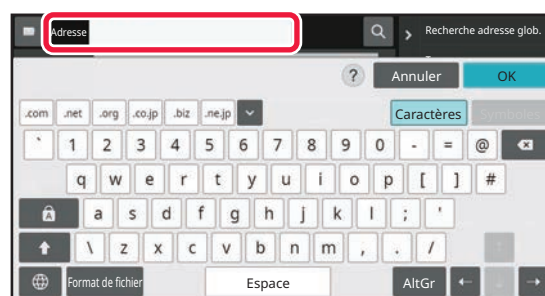 Adresse
Recherche adresse glob.
? Annuler OK
.com .net .org .co.jp .biz .ne.jp Caractères Symboles
` 1 2 3 4 5 6 7 8 9 0 - = @
q w e r t y u i o p [ ] #
a s d f g h j k l ; '
\ z x c v b n m , . /
Format de fichier Espace AltGr